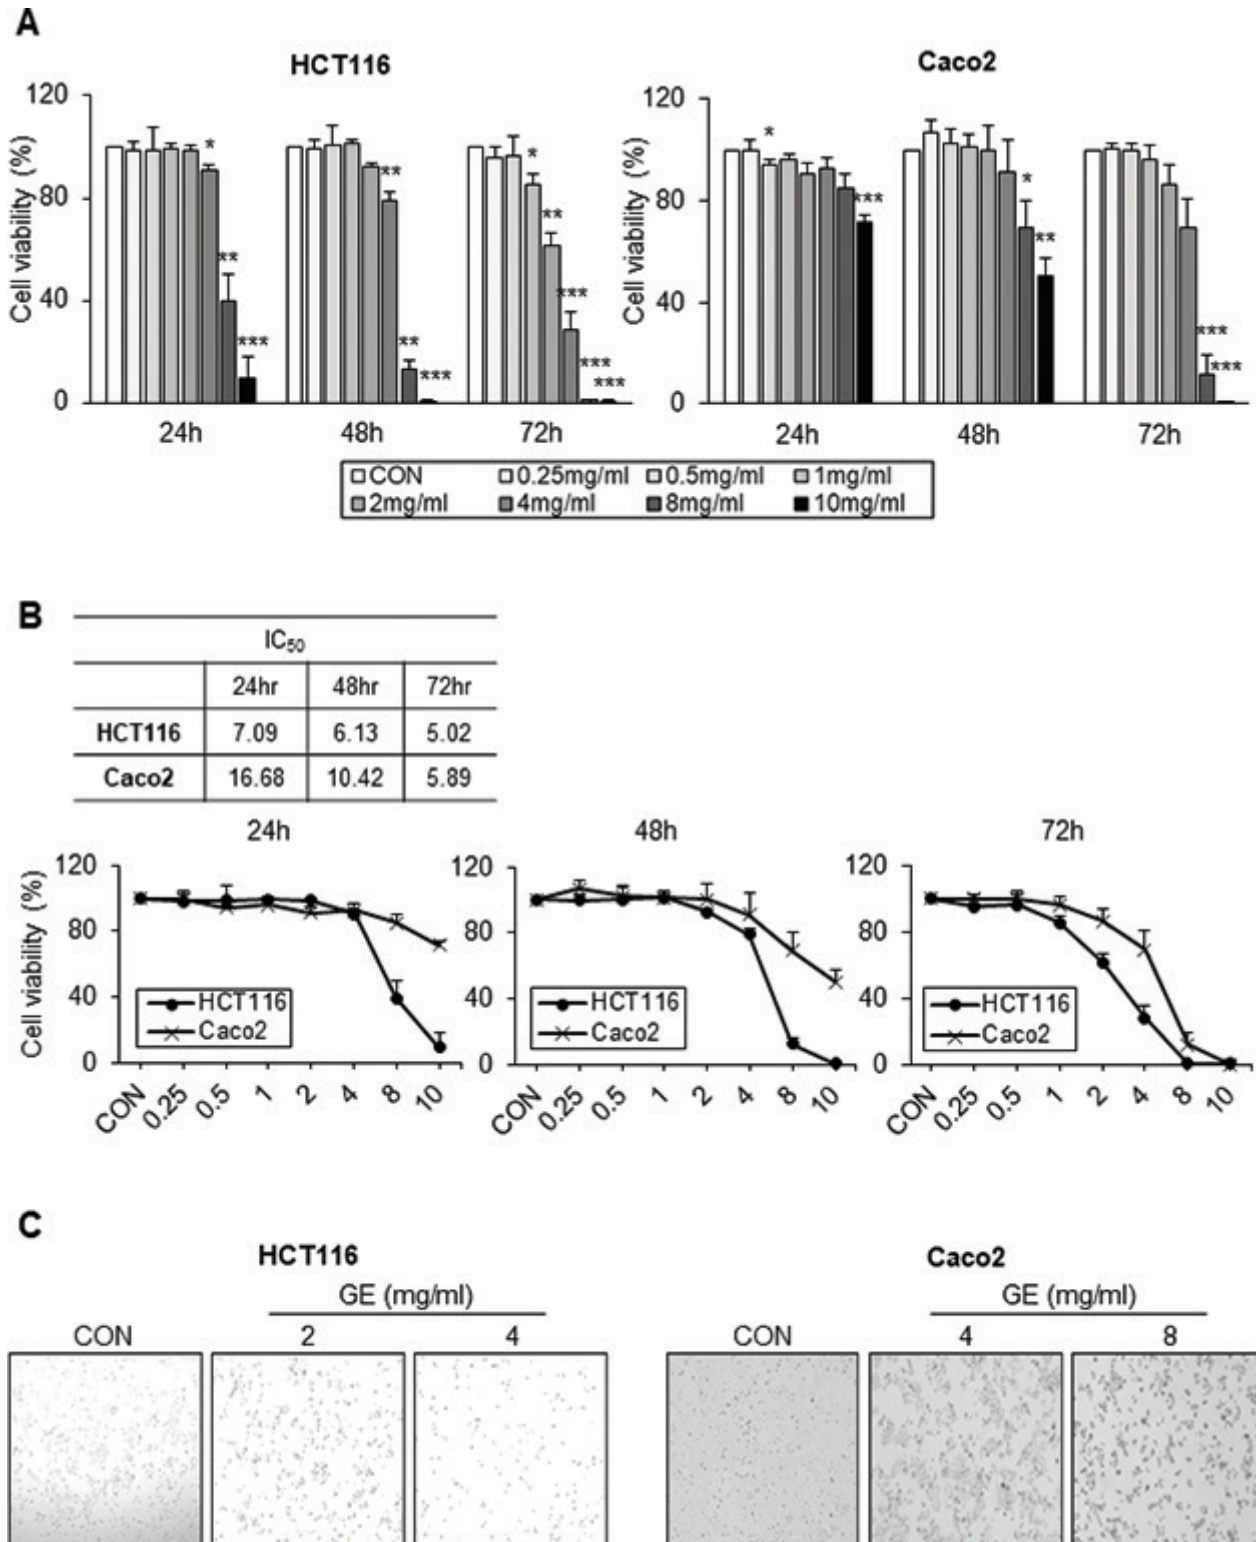 A
HCT116
Caco2
Cell viability (%)
120
80
40
0
* ** *** ** ** *** * ** *** *** ***
24h 48h 72h
Cell viability (%)
120
80
40
0
* *** * ** *** ***
24h 48h 72h
CON 0.25mg/ml 0.5mg/ml 1mg/ml
2mg/ml 4mg/ml 8mg/ml 10mg/ml
B
IC50
24hr 48hr 72hr
HCT116 7.09 6.13 5.02
Caco2 16.68 10.42 5.89
24h
Cell viability (%)
120
80
40
0
HCT116
Caco2
CON 0.25 0.5 1 2 4 8 10
48h
120
80
40
0
HCT116
Caco2
CON 0.25 0.5 1 2 4 8 10
72h
120
80
40
0
HCT116
Caco2
CON 0.25 0.5 1 2 4 8 10
C
HCT116
GE (mg/ml)
CON 2 4
Caco2
GE (mg/ml)
CON 4 8